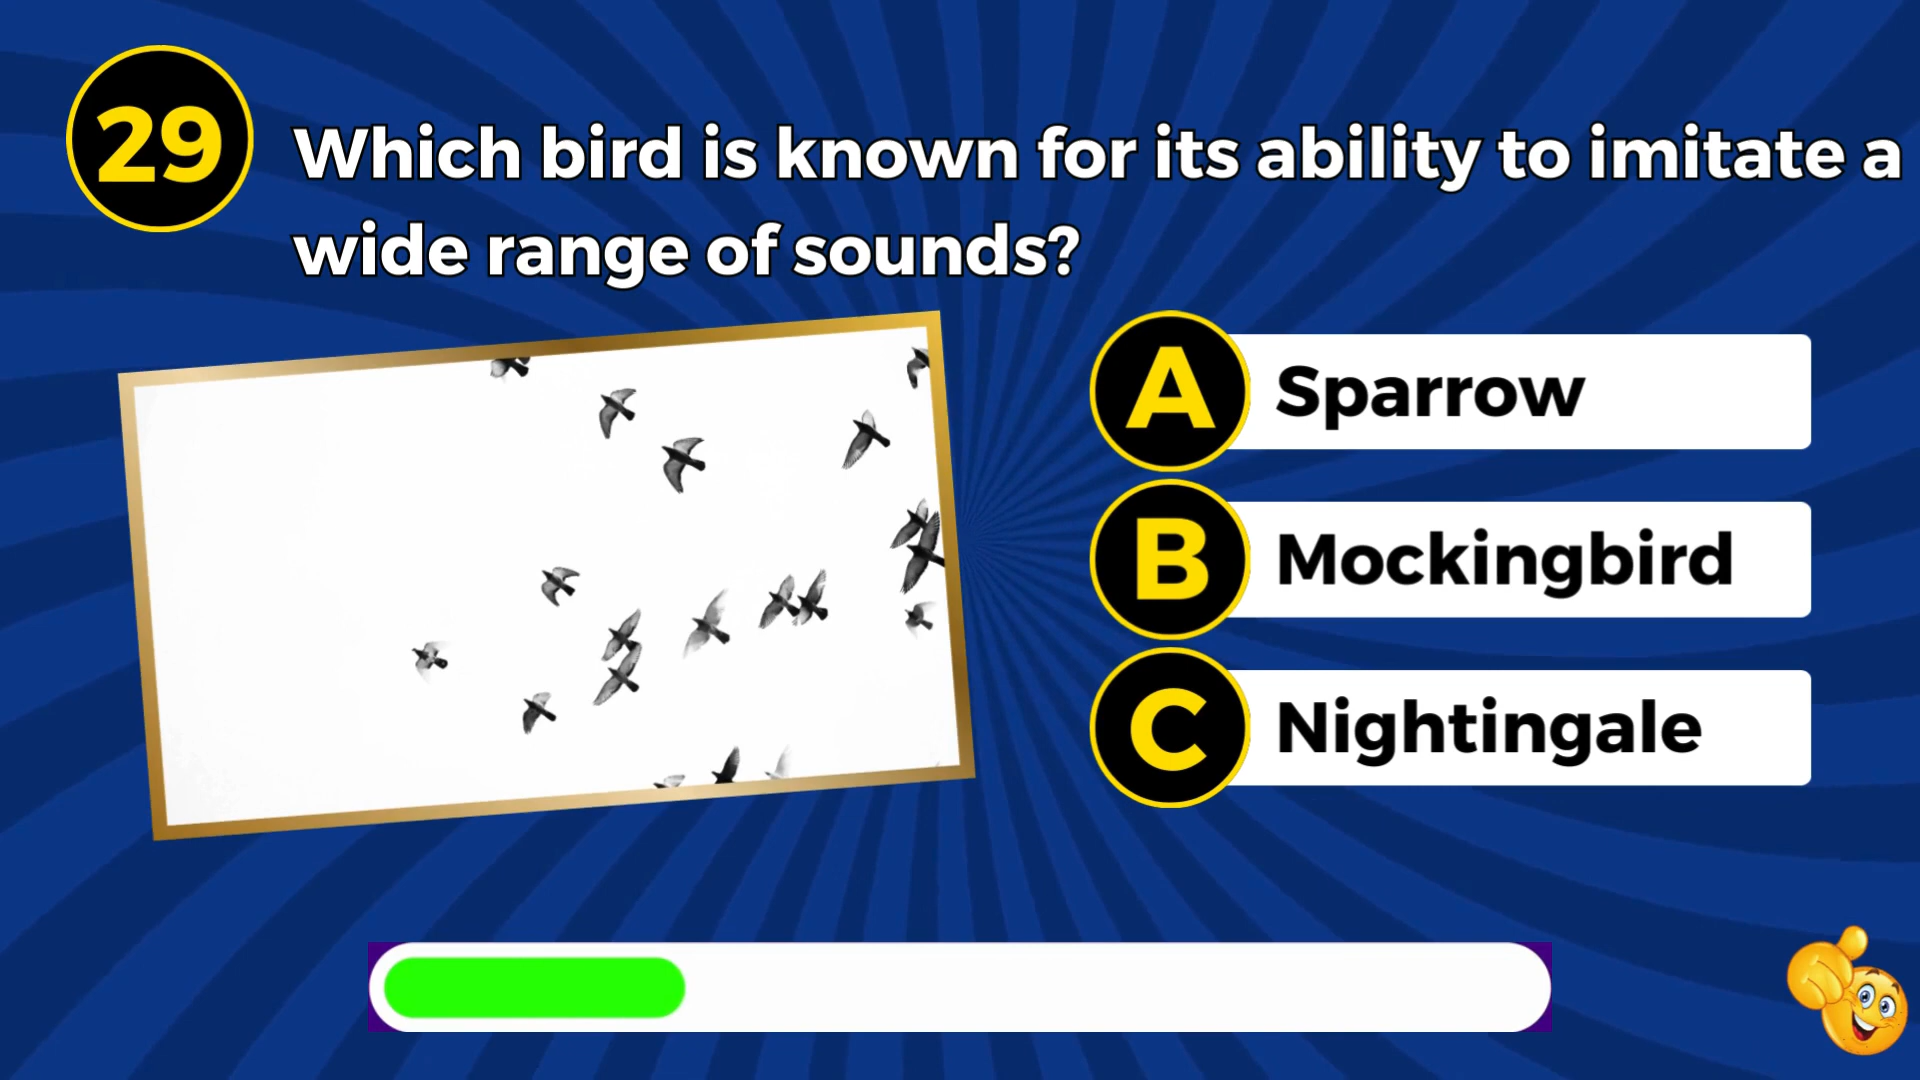 29
Which bird is known for its ability to imitate a
wide range of sounds?
A Sparrow
B Mockingbird
C Nightingale